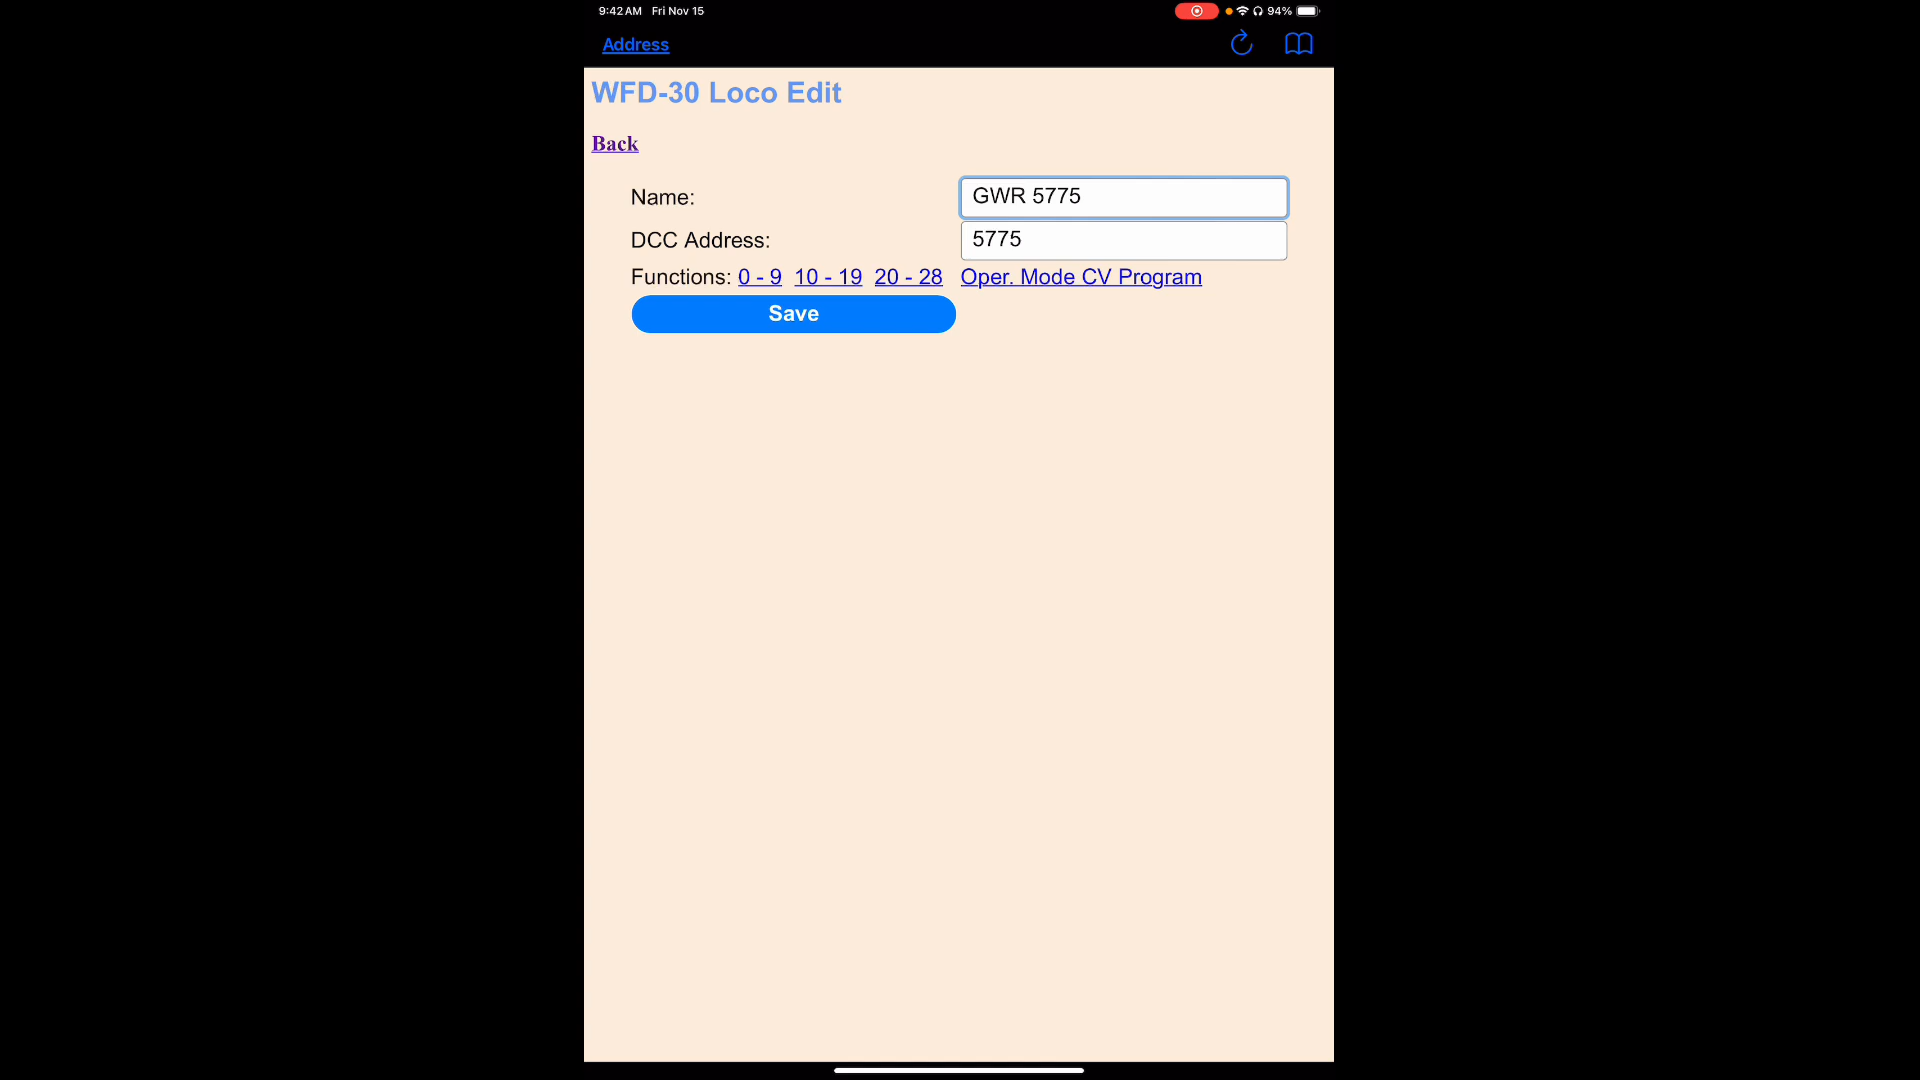 9:42 AM Fri Nov 15 94%
Address
WFD-30 Loco Edit
Back
Name: GWR 5775
DCC Address: 5775
Functions: 0 - 9 10 - 19 20 - 28 Oper. Mode CV Program
Save